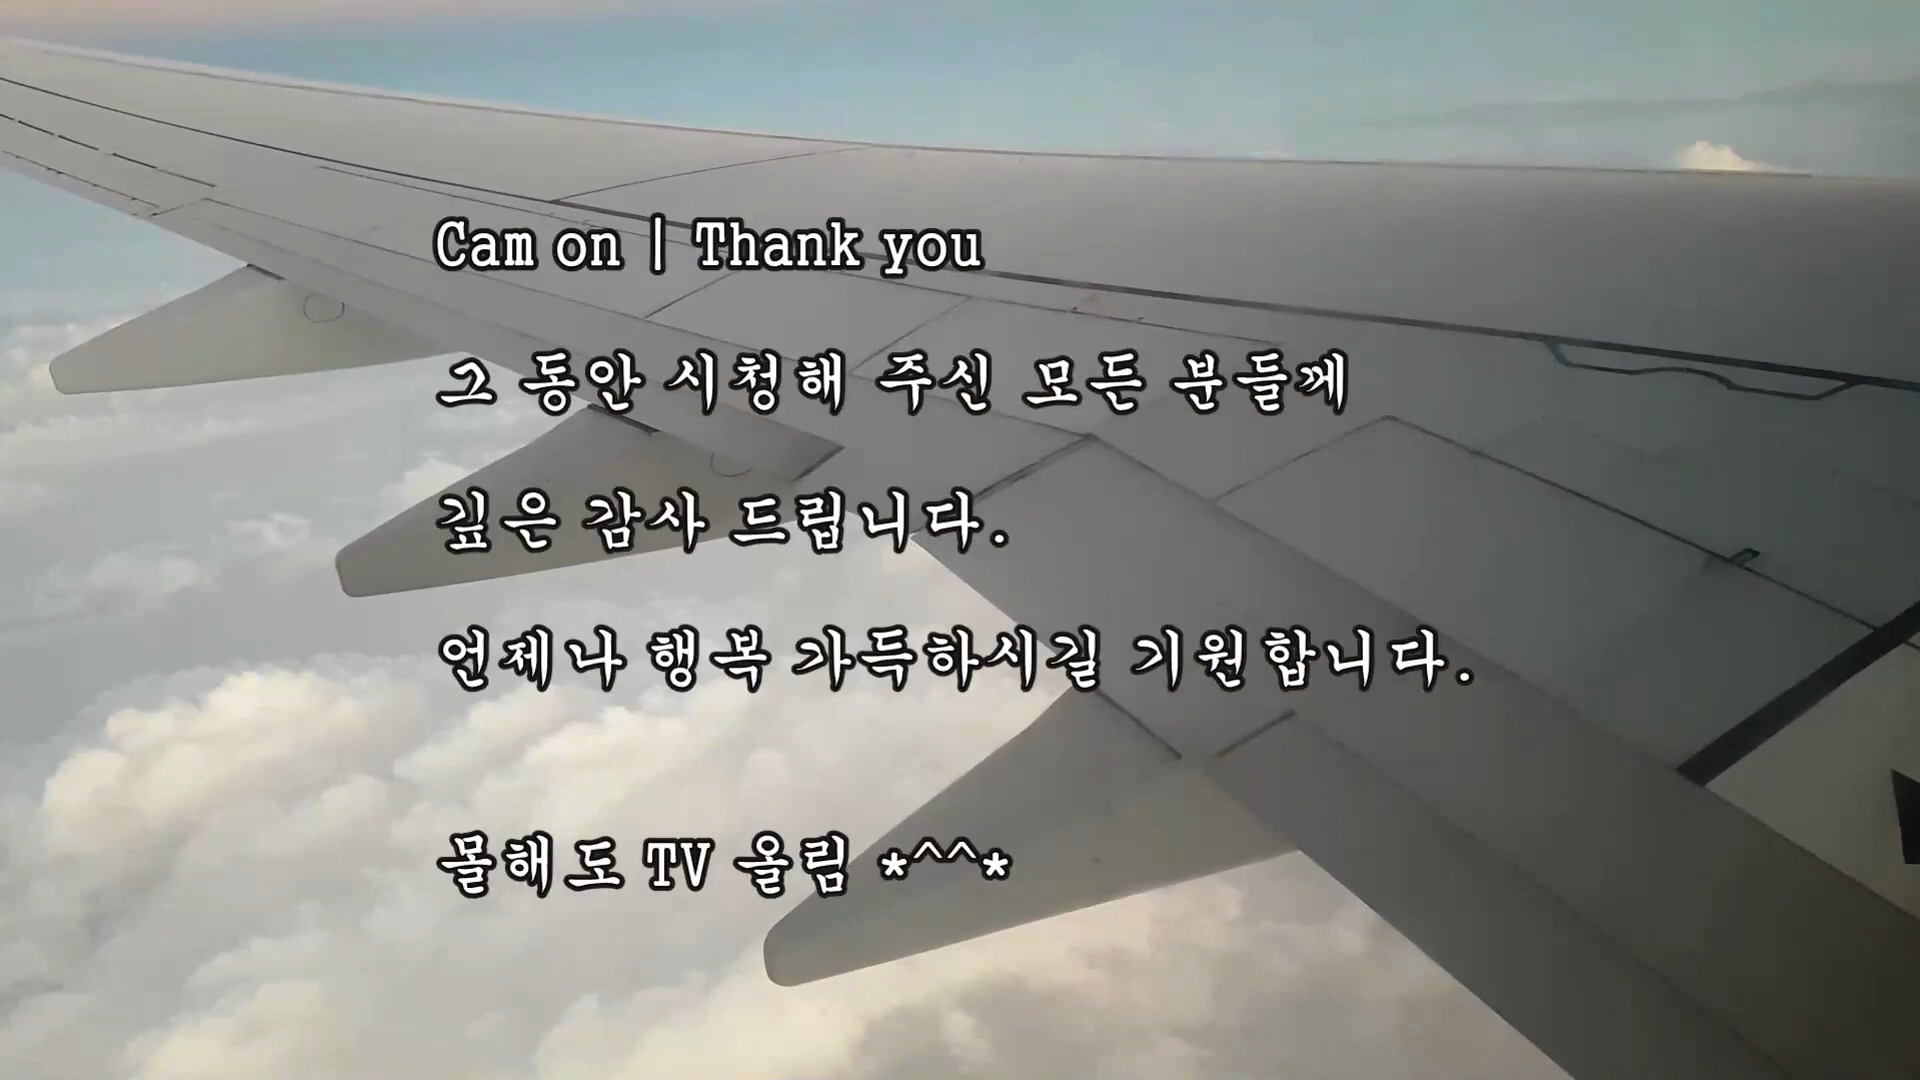 Cam on | Thank you
그 동안 시청해 주신 모든 분들께
깊은 감사 드립니다.
언제나 행복 가득하시길 기원합니다.
몰해도 TV 올림 *^^*